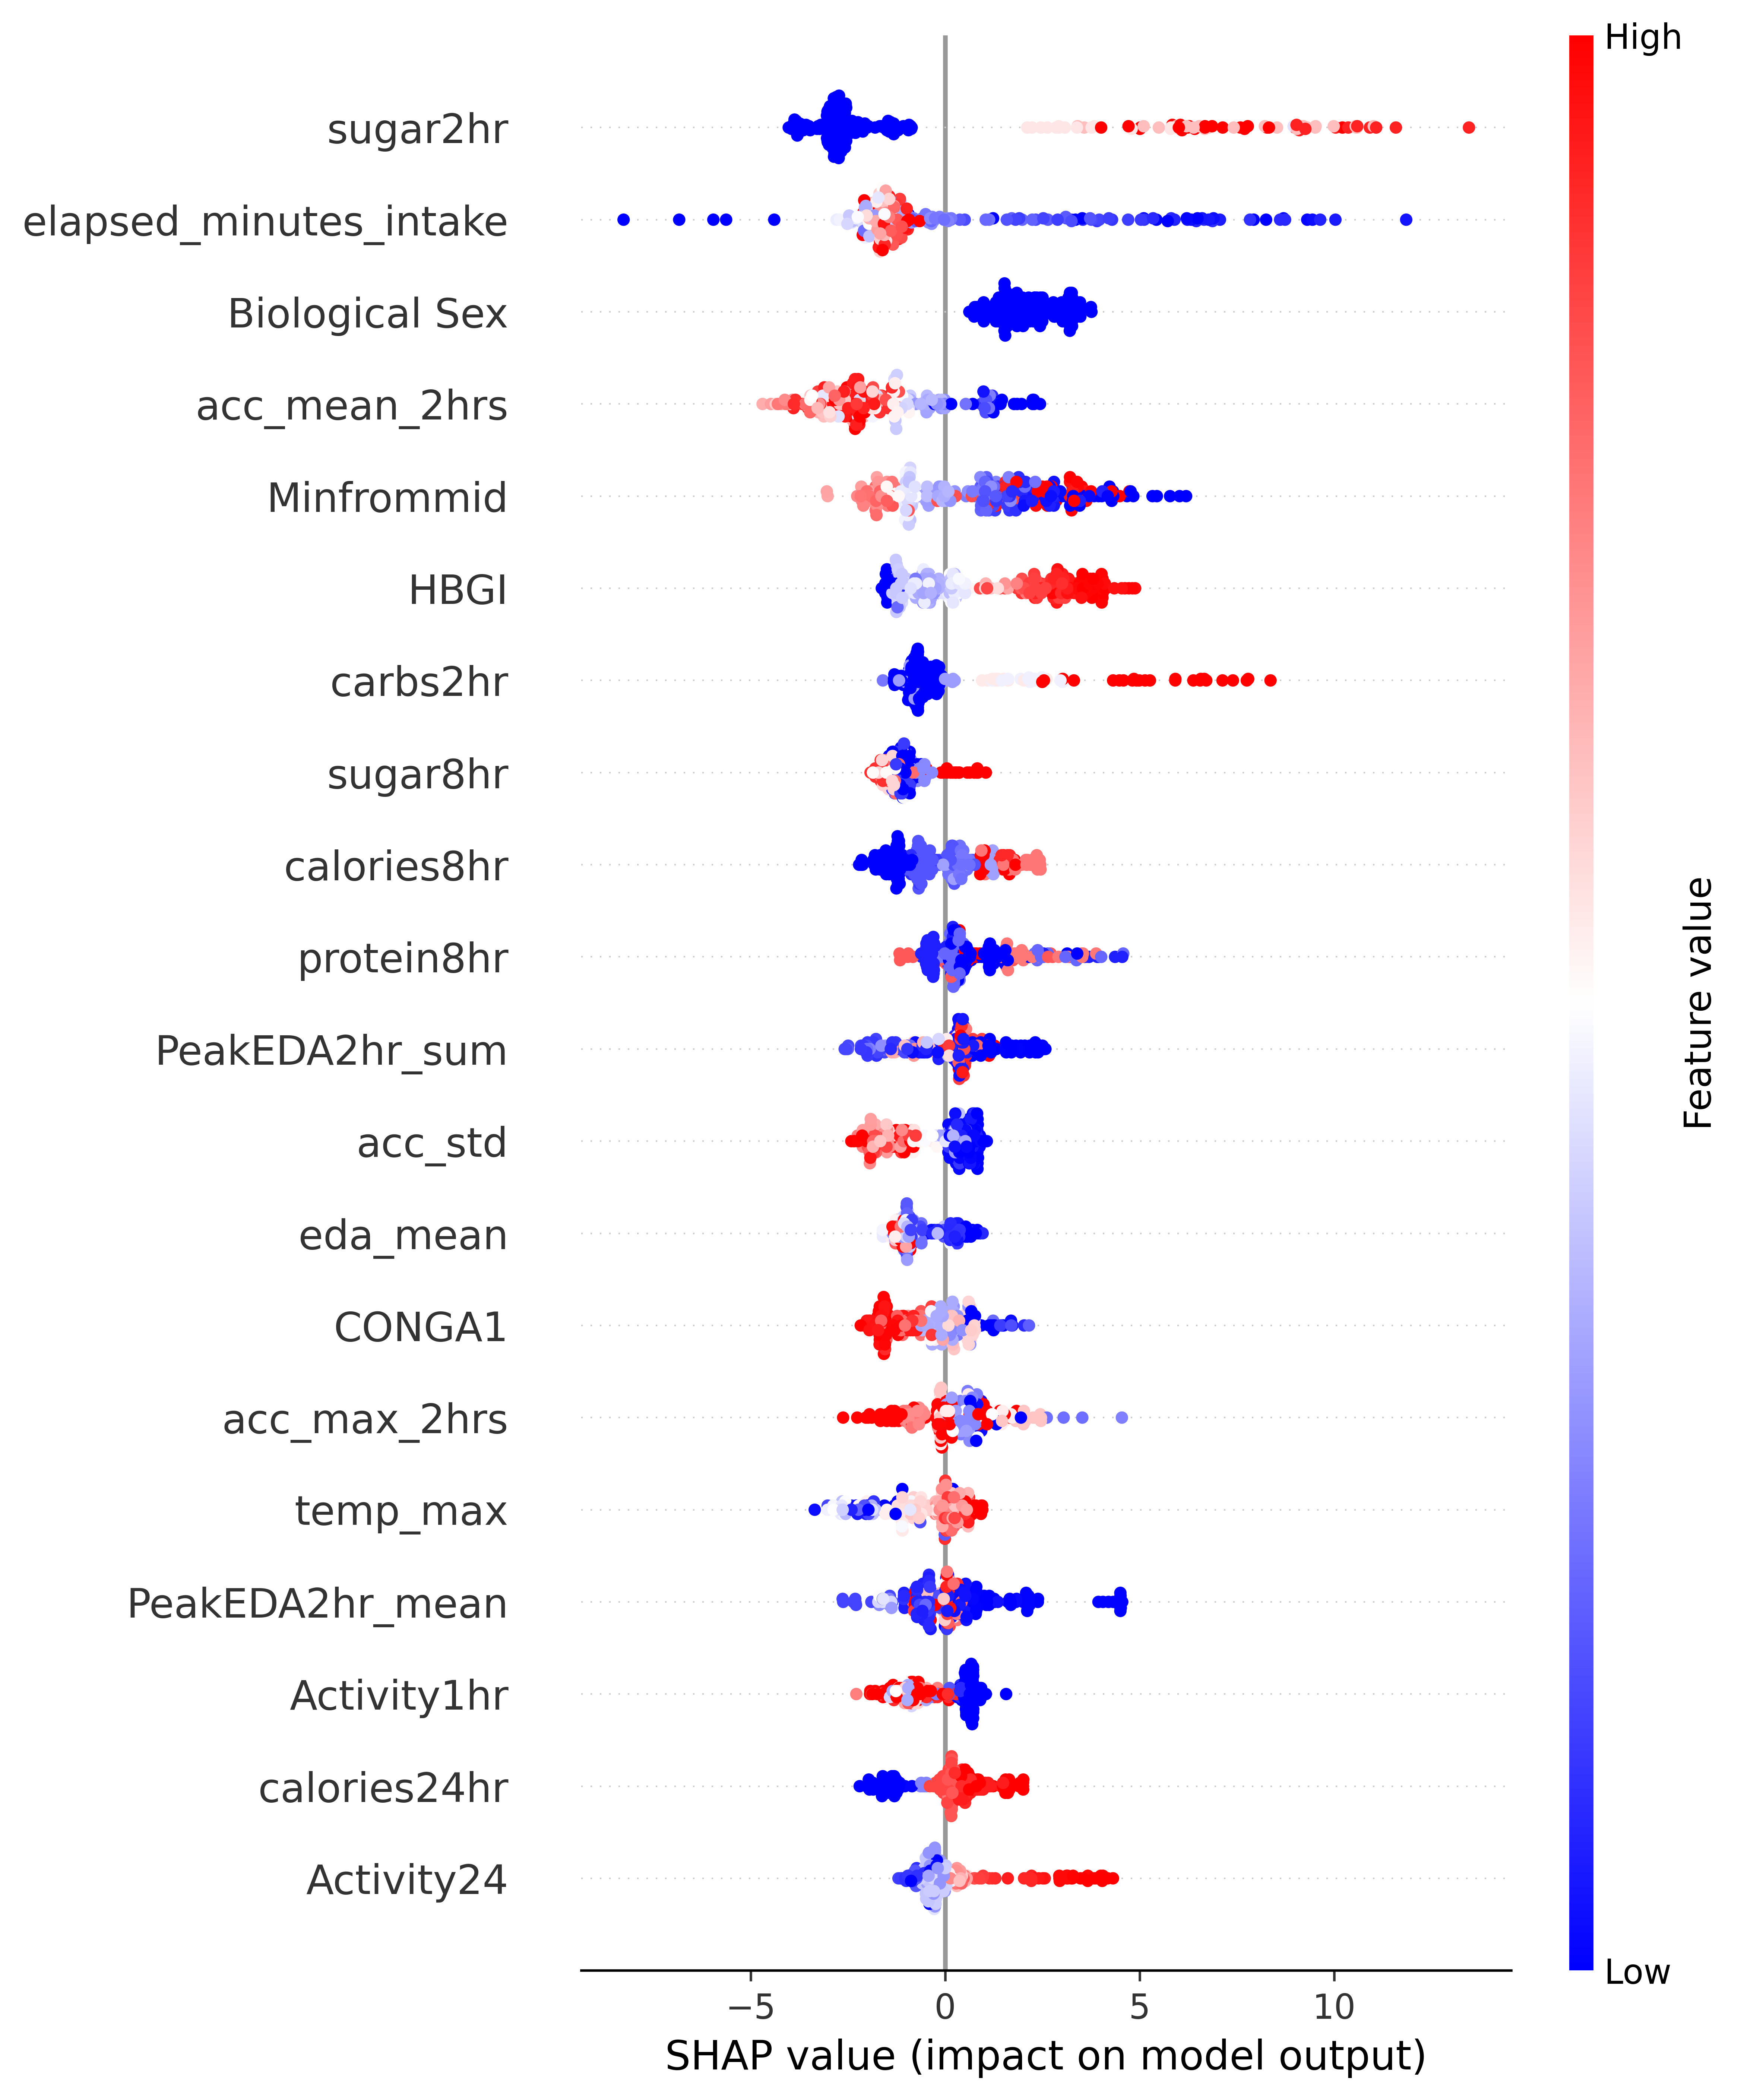 High
sugar2hr
elapsed_minutes_intake
Biological Sex
acc_mean_2hrs
Minfrommid
HBGI
carbs2hr
sugar8hr
calories8hr
protein8hr
PeakEDA2hr_sum
acc_std
eda_mean
CONGA1
acc_max_2hrs
temp_max
PeakEDA2hr_mean
Activity1hr
calories24hr
Activity24
Feature value
Low
−5 0 5 10
SHAP value (impact on model output)